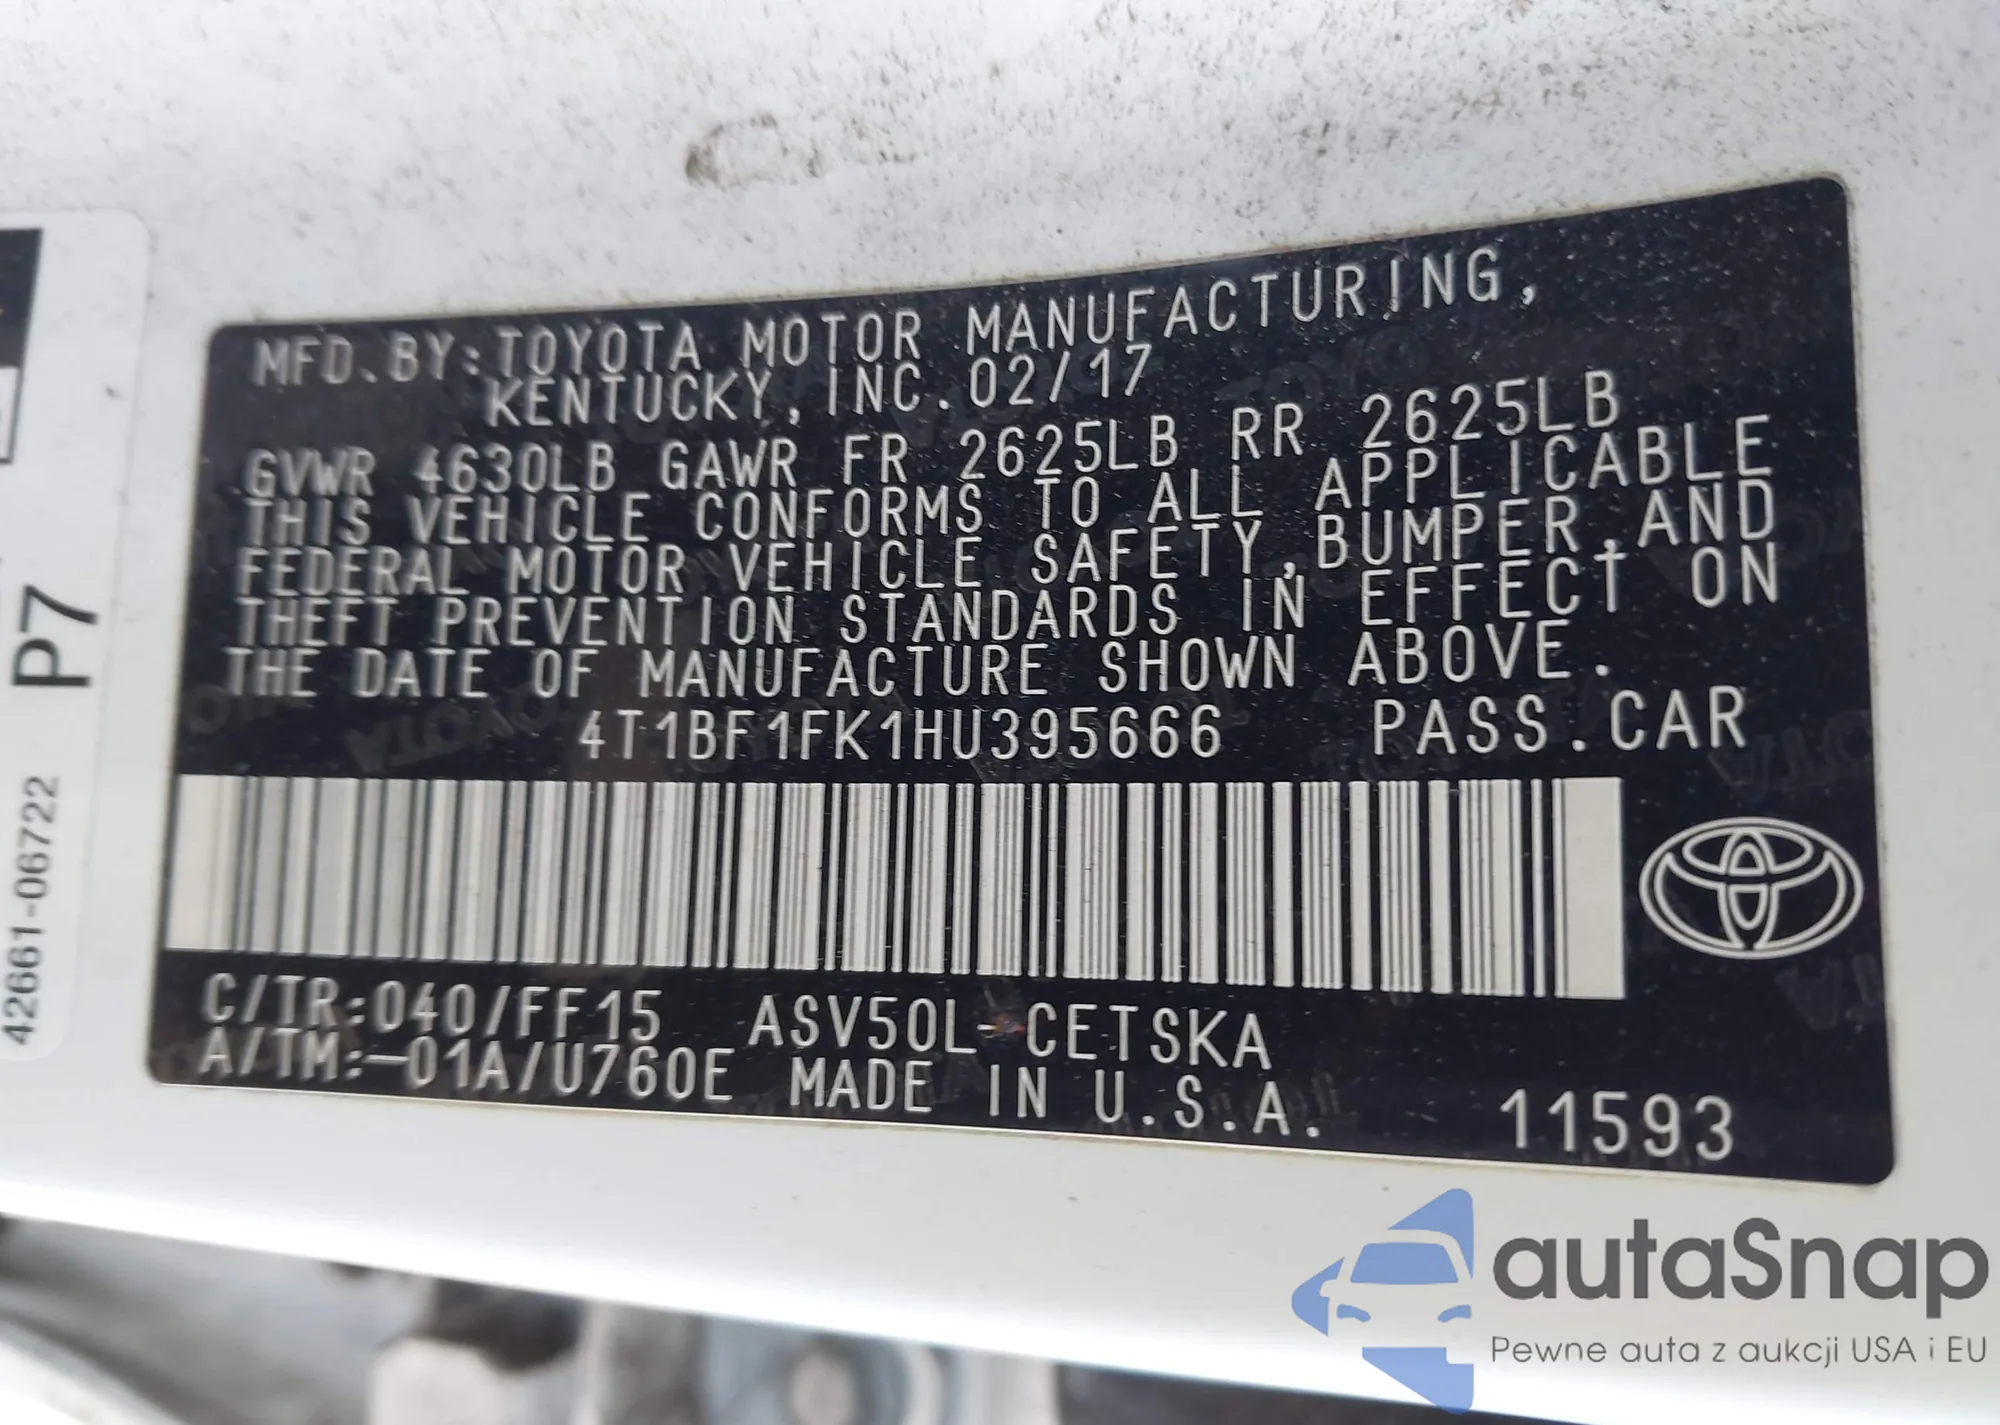 MFD.BY:TOYOTA MOTOR MANUFACTURING,
KENTUCKY,INC.02/17
GVWR 4630LB GAWR FR 2625LB RR 2625LB
THIS VEHICLE CONFORMS TO ALL APPLICABLE
FEDERAL MOTOR VEHICLE SAFETY,BUMPER,AND
THEFT PREVENTION STANDARDS IN EFFECT ON
THE DATE OF MANUFACTURE SHOWN ABOVE.
4T1BF1FK1HU395666 PASS.CAR
C/TR:040/FF15 ASV50L-CETSKA
A/TM:-01A/U760E MADE IN U.S.A. 11593
P7
42661-06722
autaSnap
Pewne auta z aukcji USA i EU